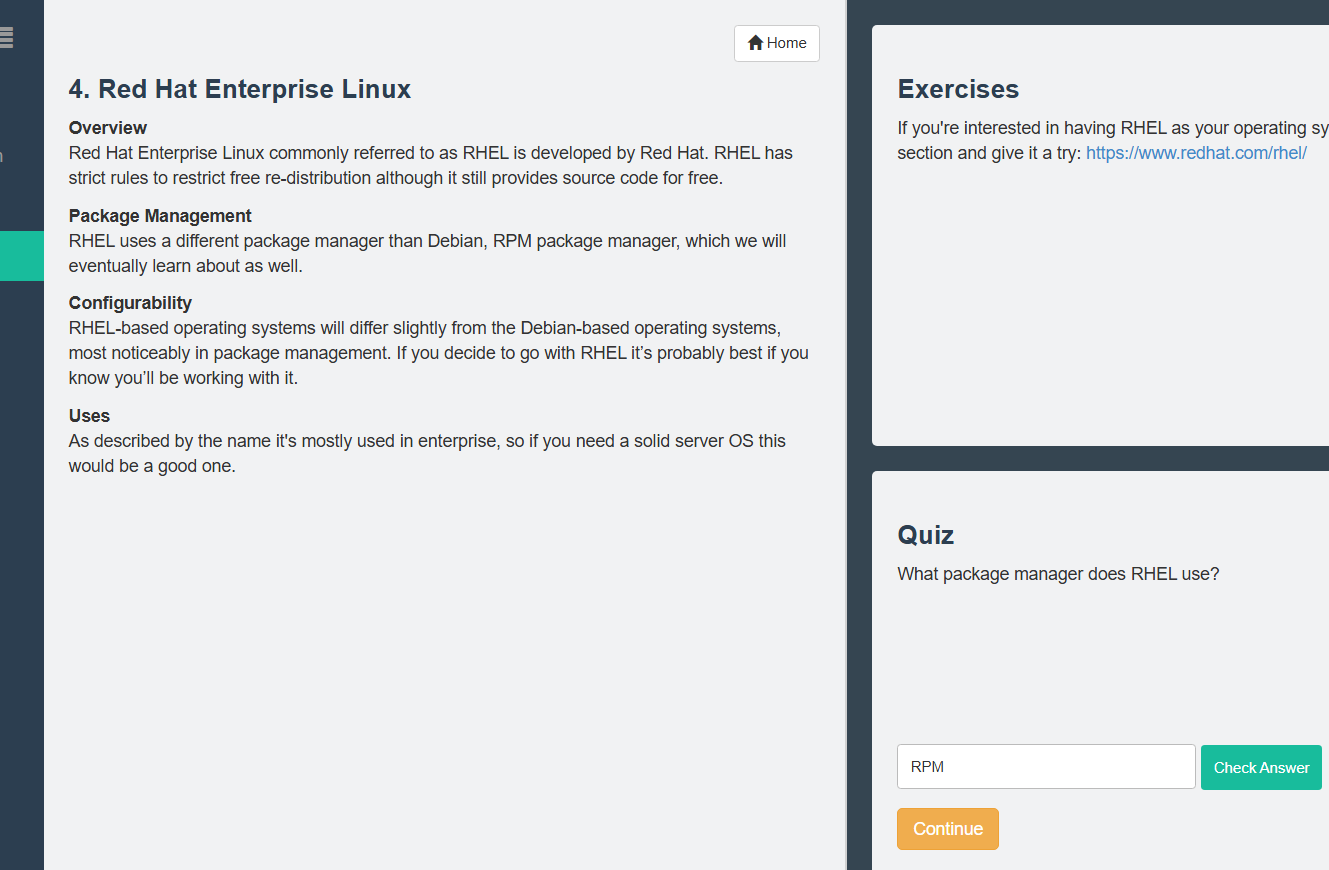 Home
4. Red Hat Enterprise Linux
Overview
Red Hat Enterprise Linux commonly referred to as RHEL is developed by Red Hat. RHEL has
strict rules to restrict free re-distribution although it still provides source code for free.
Package Management
RHEL uses a different package manager than Debian, RPM package manager, which we will
eventually learn about as well.
Configurability
RHEL-based operating systems will differ slightly from the Debian-based operating systems,
most noticeably in package management. If you decide to go with RHEL it’s probably best if you
know you’ll be working with it.
Uses
As described by the name it's mostly used in enterprise, so if you need a solid server OS this
would be a good one.
Exercises
If you're interested in having RHEL as your operating sy
section and give it a try: https://www.redhat.com/rhel/
Quiz
What package manager does RHEL use?
RPM
Check Answer
Continue